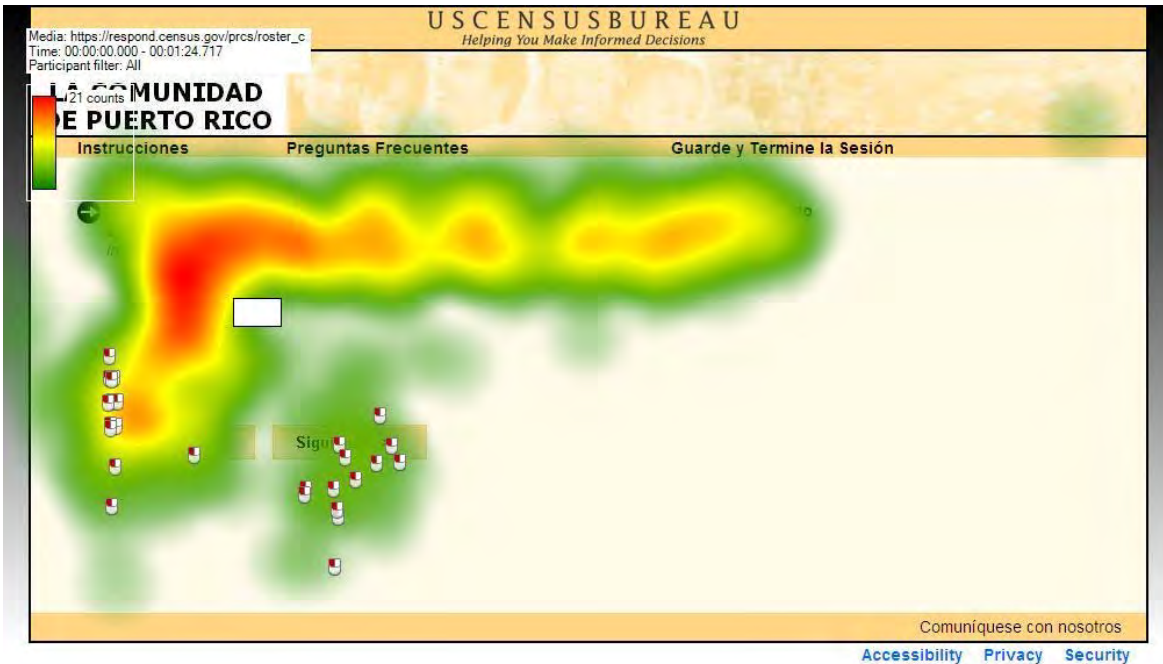 USCENSUSBUREAU
Helping You Make Informed Decisions
Media: https://respond.census.gov/prcs/roster_c
Time: 00:00:00.000 - 00:01:24.717
Participant filter: All
LA COMUNIDAD
21 counts
DE PUERTO RICO
Instrucciones Preguntas Frecuentes Guarde y Termine la Sesión
Comuníquese con nosotros
Accessibility Privacy Security